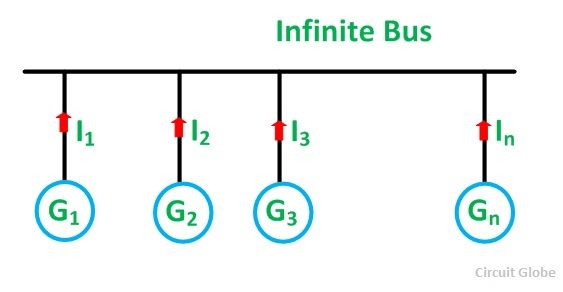 Infinite Bus
I₁ I₂ I₃ Iₙ
G₁ G₂ G₃ Gₙ
Circuit Globe